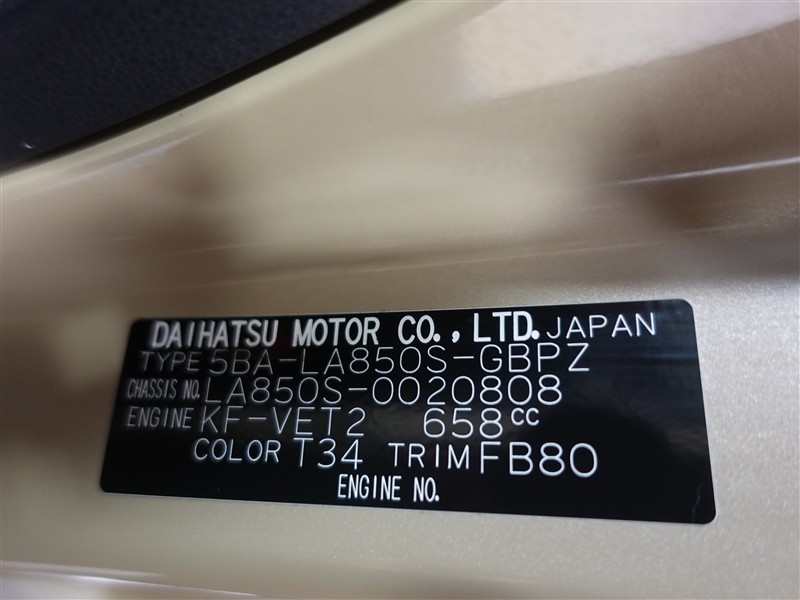 DAIHATSU MOTOR CO., LTD. JAPAN
TYPE 5BA-LA850S-GBPZ
CHASSIS NO. LA850S-0020808
ENGINE KF-VET2 658cc
COLOR T34 TRIM FB80
ENGINE NO.